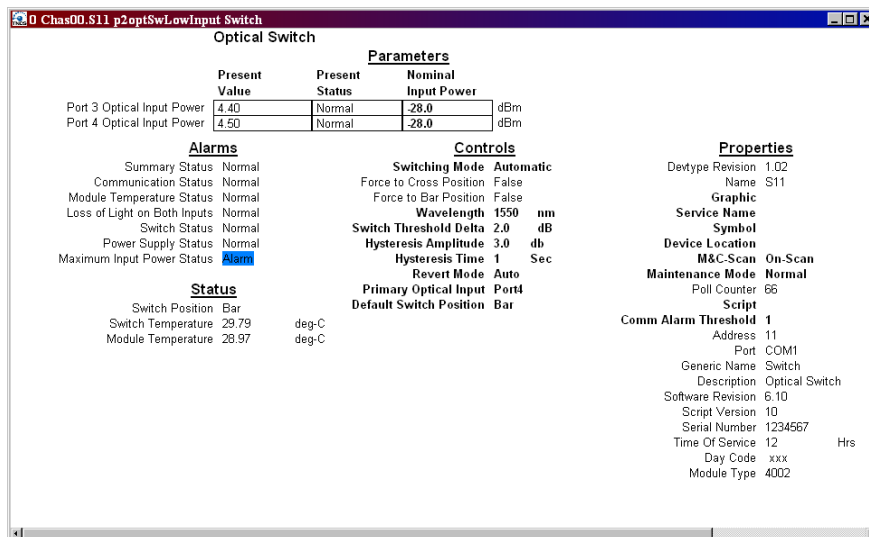 0 Chas00.S11 p2optSwLowInput Switch
Optical Switch
Parameters
Present Value Present Status Nominal Input Power
Port 3 Optical Input Power 4.40 Normal -28.0 dBm
Port 4 Optical Input Power 4.50 Normal -28.0 dBm
Alarms
Summary Status Normal
Communication Status Normal
Module Temperature Status Normal
Loss of Light on Both Inputs Normal
Switch Status Normal
Power Supply Status Normal
Maximum Input Power Status Alarm
Status
Switch Position Bar
Switch Temperature 29.79 deg-C
Module Temperature 28.97 deg-C
Controls
Switching Mode Automatic
Force to Cross Position False
Force to Bar Position False
Wavelength 1550 nm
Switch Threshold Delta 2.0 dB
Hysteresis Amplitude 3.0 db
Hysteresis Time 1 Sec
Revert Mode Auto
Primary Optical Input Port4
Default Switch Position Bar
Properties
Devtype Revision 1.02
Name S11
Graphic
Service Name
Symbol
Device Location
M&C-Scan On-Scan
Maintenance Mode Normal
Poll Counter 66
Script
Comm Alarm Threshold 1
Address 11
Port COM1
Generic Name Switch
Description Optical Switch
Software Revision 6.10
Script Version 10
Serial Number 1234567
Time Of Service 12 Hrs
Day Code xxx
Module Type 4002